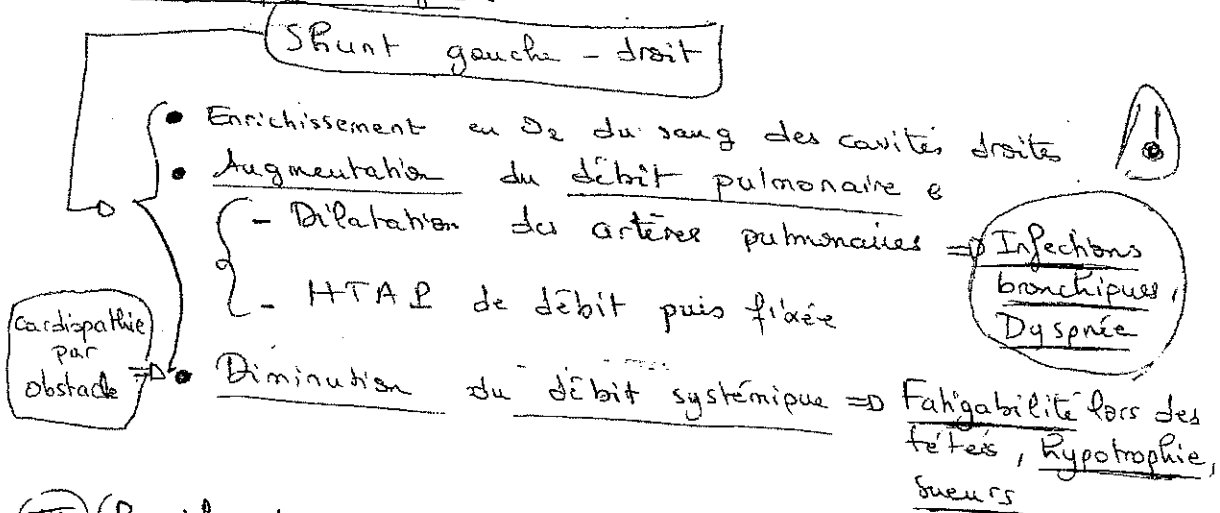 Shunt gauche - droit
• Enrichissement en O2 du sang des cavités droites
• Augmentation du débit pulmonaire
- Dilatation des artères pulmonaires => Infections bronchiques, Dyspnée
- HTAP de débit puis fixée
Cardiopathie par obstacle =>
• Diminution du débit systémique => Fatigabilité lors des
tétées, hypotrophie,
sueurs